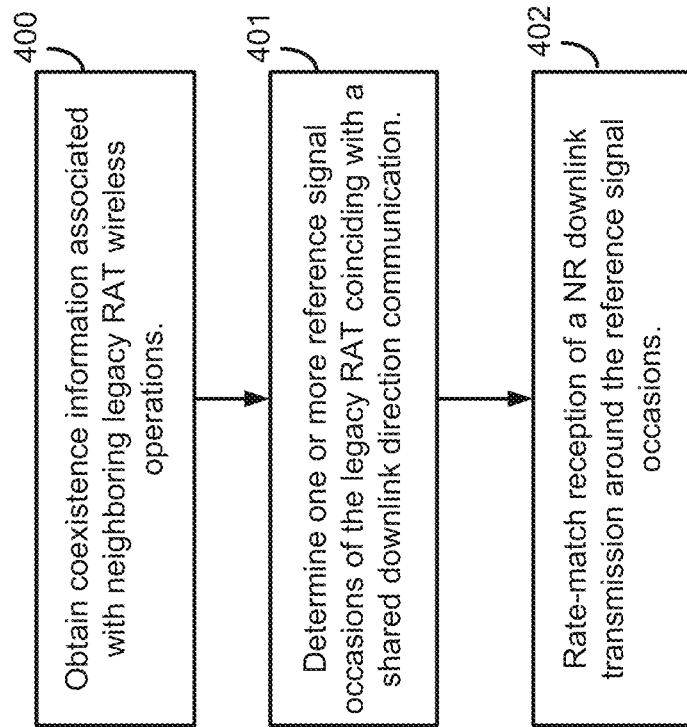 400
Obtain coexistence information associated
with neighboring legacy RAT wireless
operations.
401
Determine one or more reference signal
occasions of the legacy RAT coinciding with a
shared downlink direction communication.
402
Rate-match reception of a NR downlink
transmission around the reference signal
occasions.